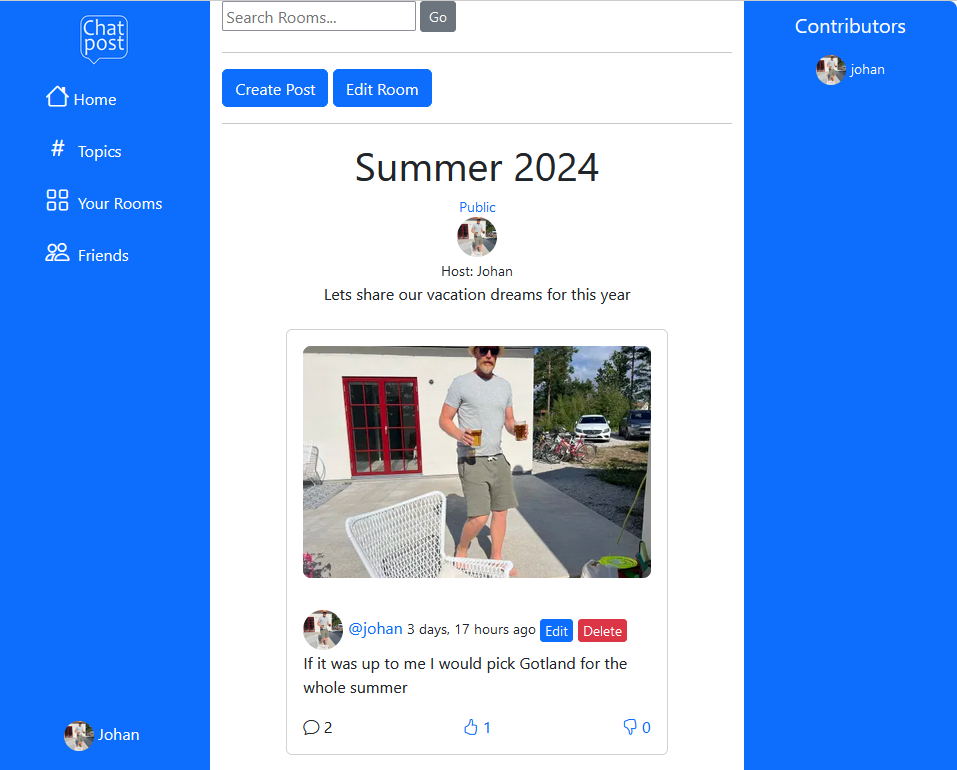 Chat
post
Home
# Topics
Your Rooms
Friends
Johan
Search Rooms...
Go
Create Post
Edit Room
Summer 2024
Public
Host: Johan
Lets share our vacation dreams for this year
@johan 3 days, 17 hours ago Edit Delete
If it was up to me I would pick Gotland for the
whole summer
2
1
0
Contributors
johan